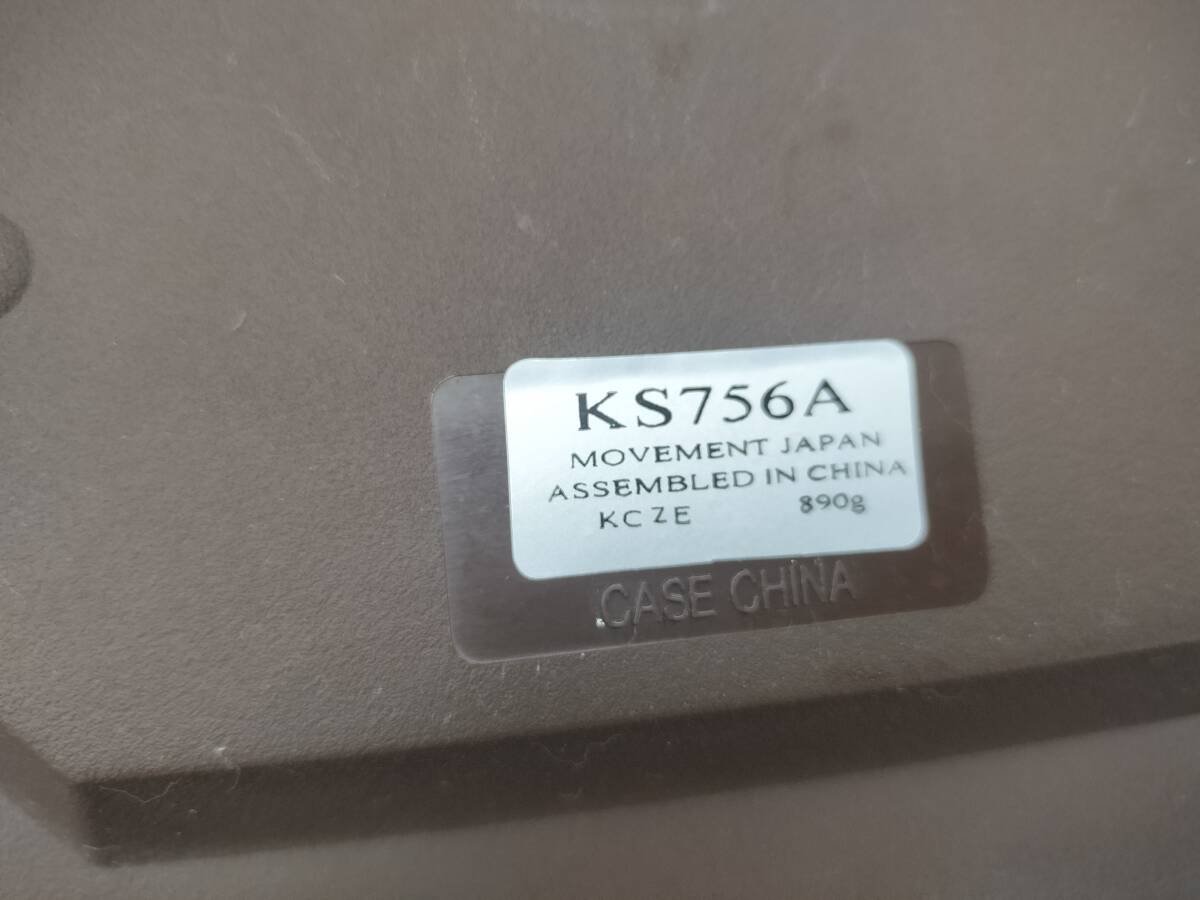 KS756A
MOVEMENT JAPAN
ASSEMBLED IN CHINA
KCZE 890g
CASE CHINA